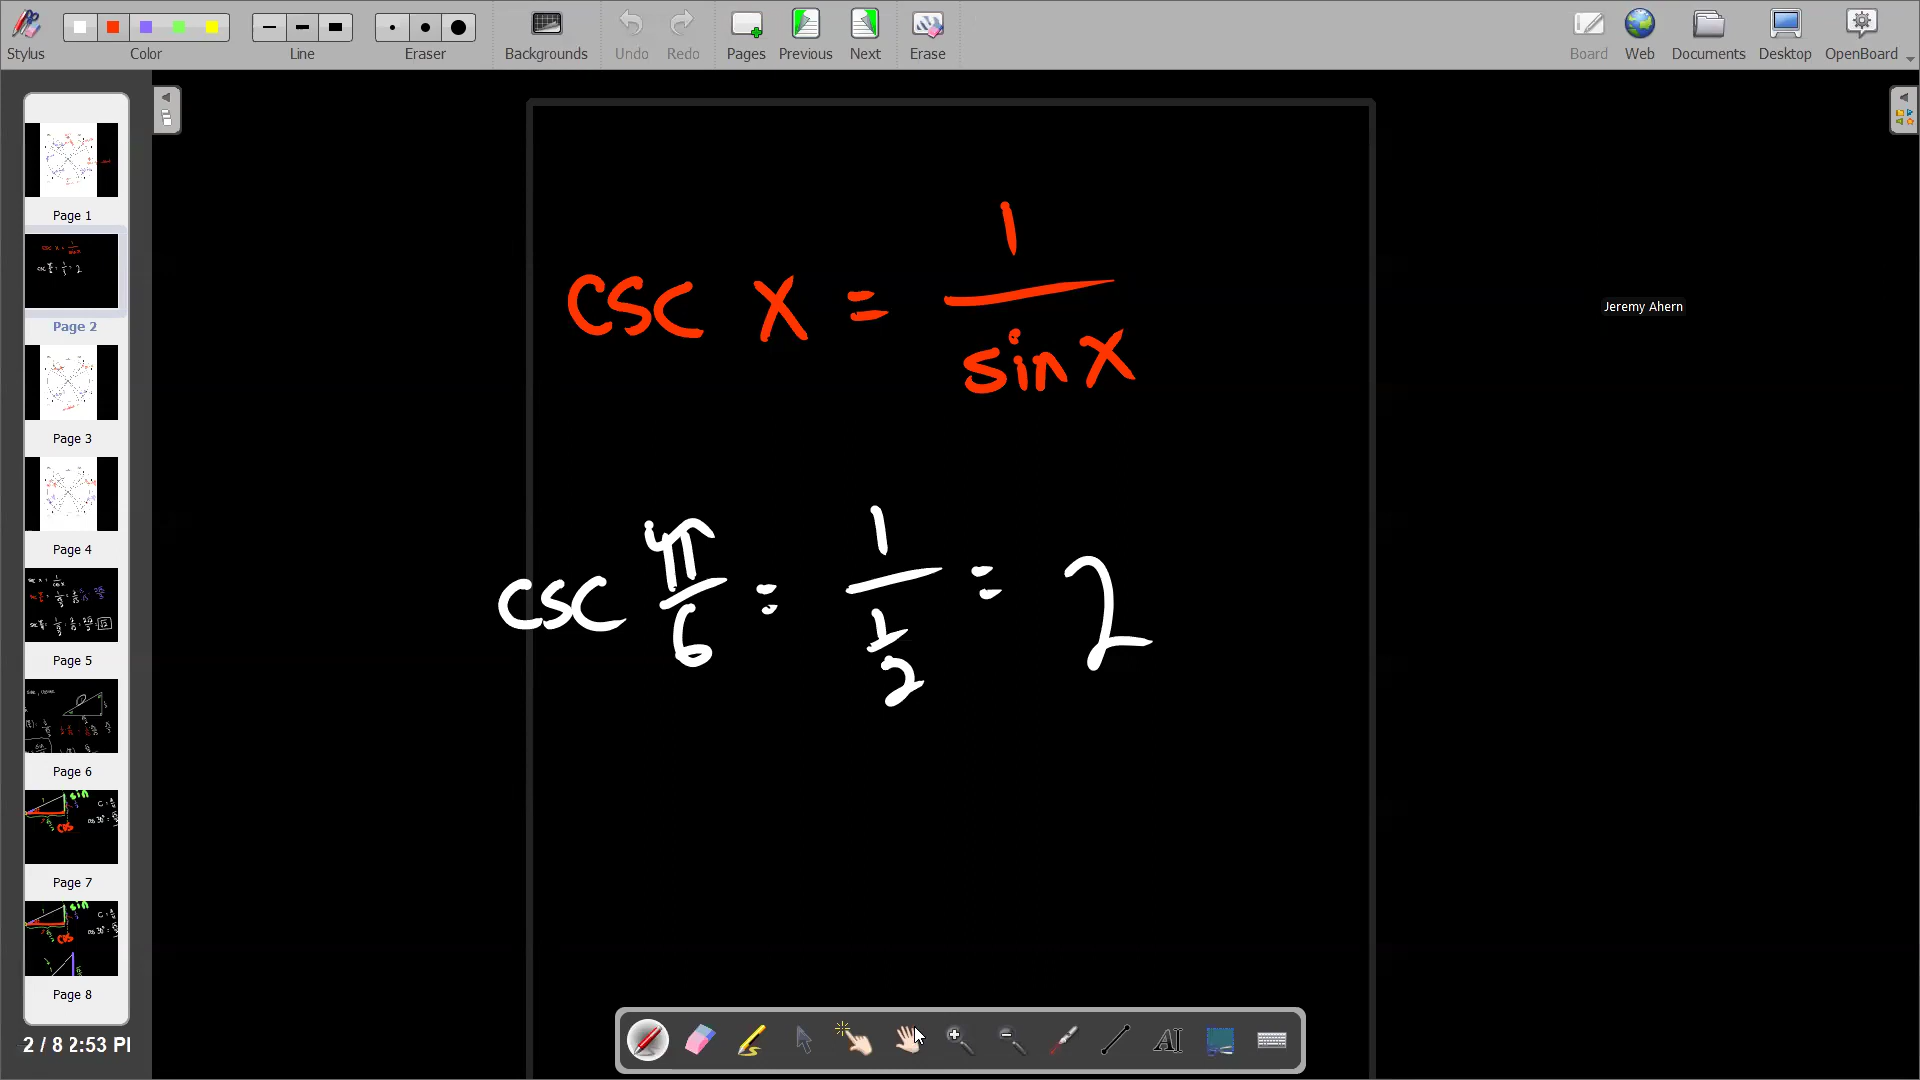 Stylus Color Line Eraser Backgrounds Undo Redo Pages Previous Next Erase Board Web Documents Desktop OpenBoard
Page 1
Page 2
Page 3
Page 4
Page 5
Page 6
Page 7
Page 8
2 / 8 2:53 P
csc x = 1/sin x
csc π/6 = 1/(1/2) = 2
Jeremy Ahern